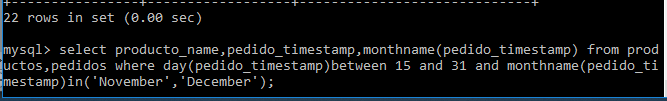 +---------------+------------------+----------------------------+
22 rows in set (0.00 sec)
mysql> select producto_name,pedido_timestamp,monthname(pedido_timestamp) from prod
uctos,pedidos where day(pedido_timestamp)between 15 and 31 and monthname(pedido_ti
mestamp)in('November','December');